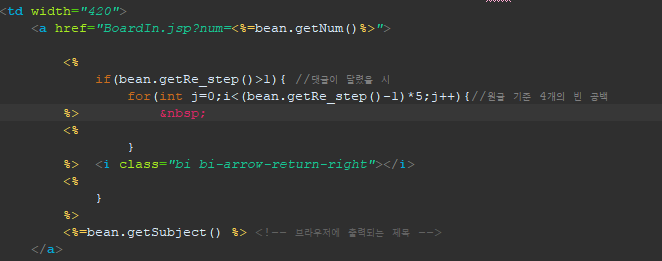 <td width="420">
<a href="BoardIn.jsp?num=<%=bean.getNum()%>">
<%
if(bean.getRe_step()>1){ //댓글이 달렸을 시
for(int j=0;i<(bean.getRe_step()-1)*5;j++){//원글 기준 4개의 빈 공백
%> &nbsp;
<%
}
%> <i class="bi bi-arrow-return-right"></i>
<%
}
%>
<%=bean.getSubject() %> <!-- 브라우저에 출력되는 제목 -->
</a>